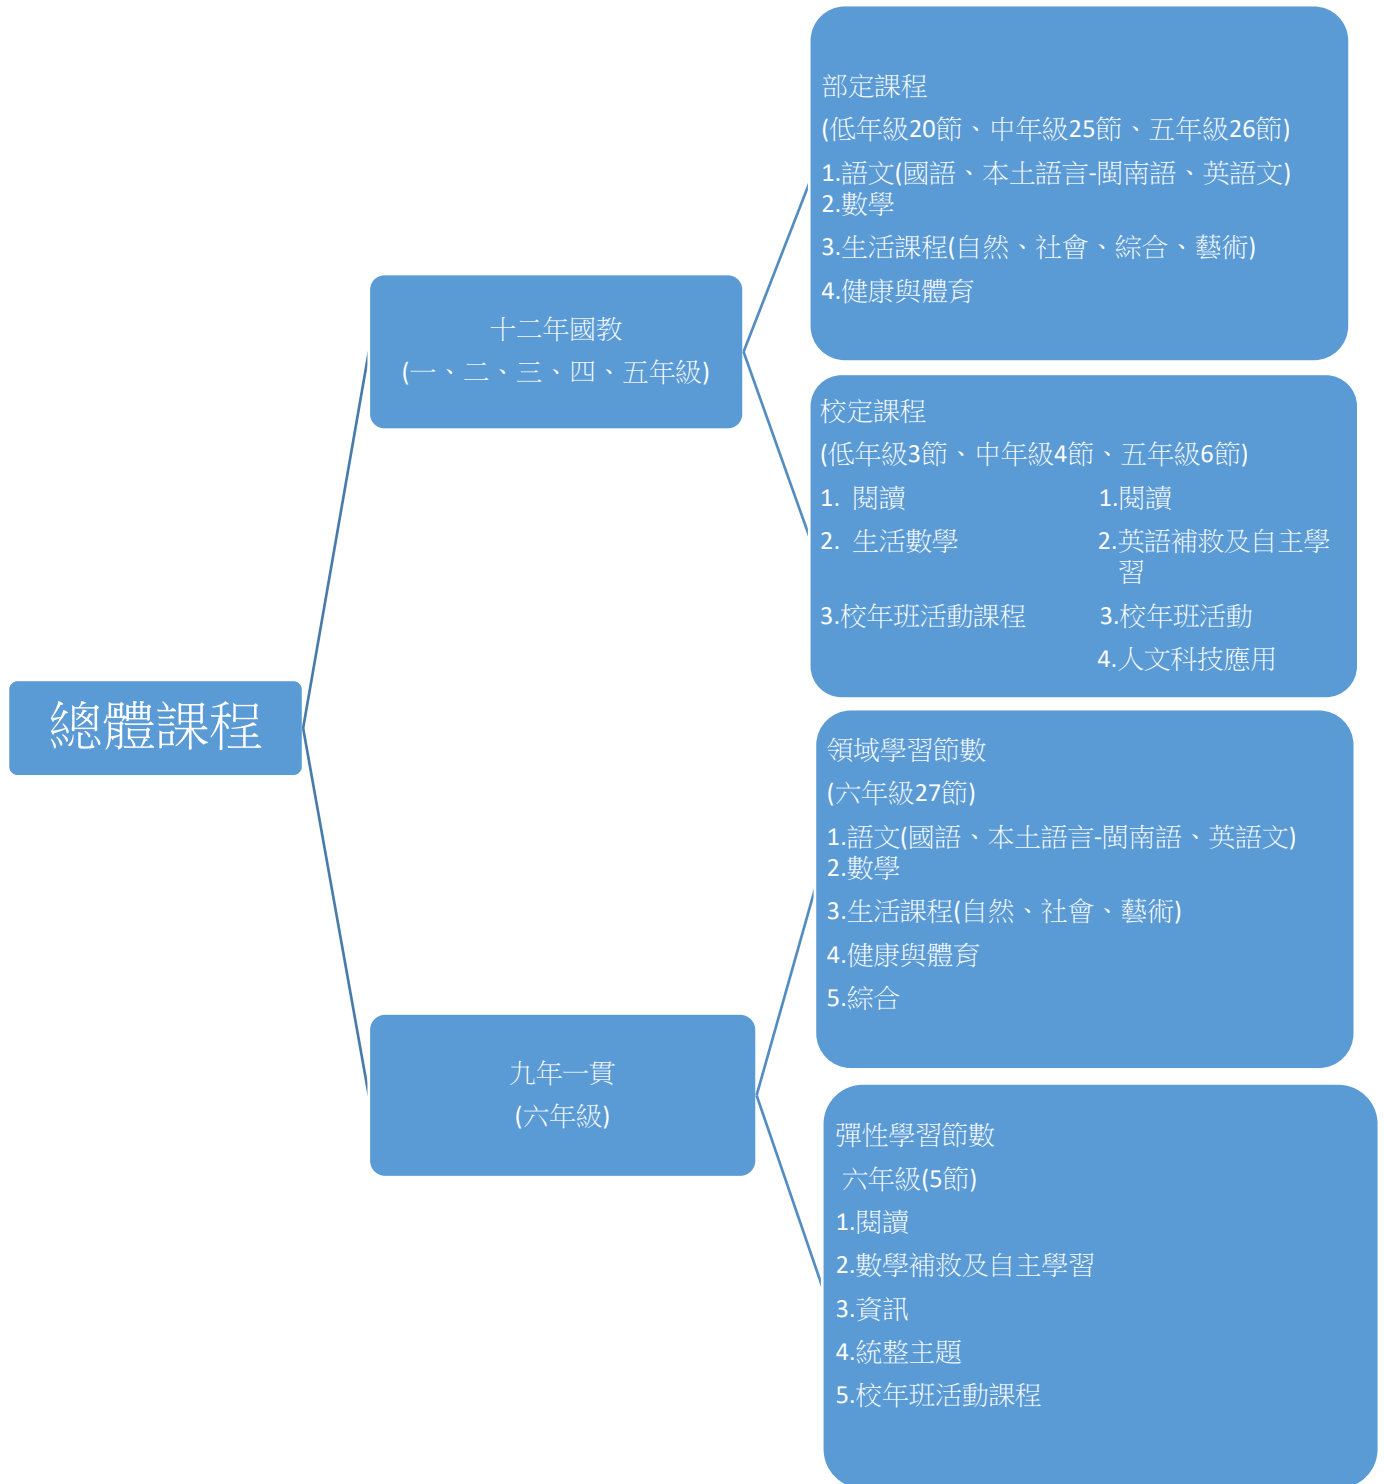 總體課程
十二年國教
(一、二、三、四、五年級)
部定課程
(低年級20節、中年級25節、五年級26節)
1.語文(國語、本土語言-閩南語、英語文)
2.數學
3.生活課程(自然、社會、綜合、藝術)
4.健康與體育
校定課程
(低年級3節、中年級4節、五年級6節)
1. 閱讀 1.閱讀
2. 生活數學 2.英語補救及自主學
習
3.校年班活動課程 3.校年班活動
4.人文科技應用
九年一貫
(六年級)
領域學習節數
(六年級27節)
1.語文(國語、本土語言-閩南語、英語文)
2.數學
3.生活課程(自然、社會、藝術)
4.健康與體育
5.綜合
彈性學習節數
六年級(5節)
1.閱讀
2.數學補救及自主學習
3.資訊
4.統整主題
5.校年班活動課程